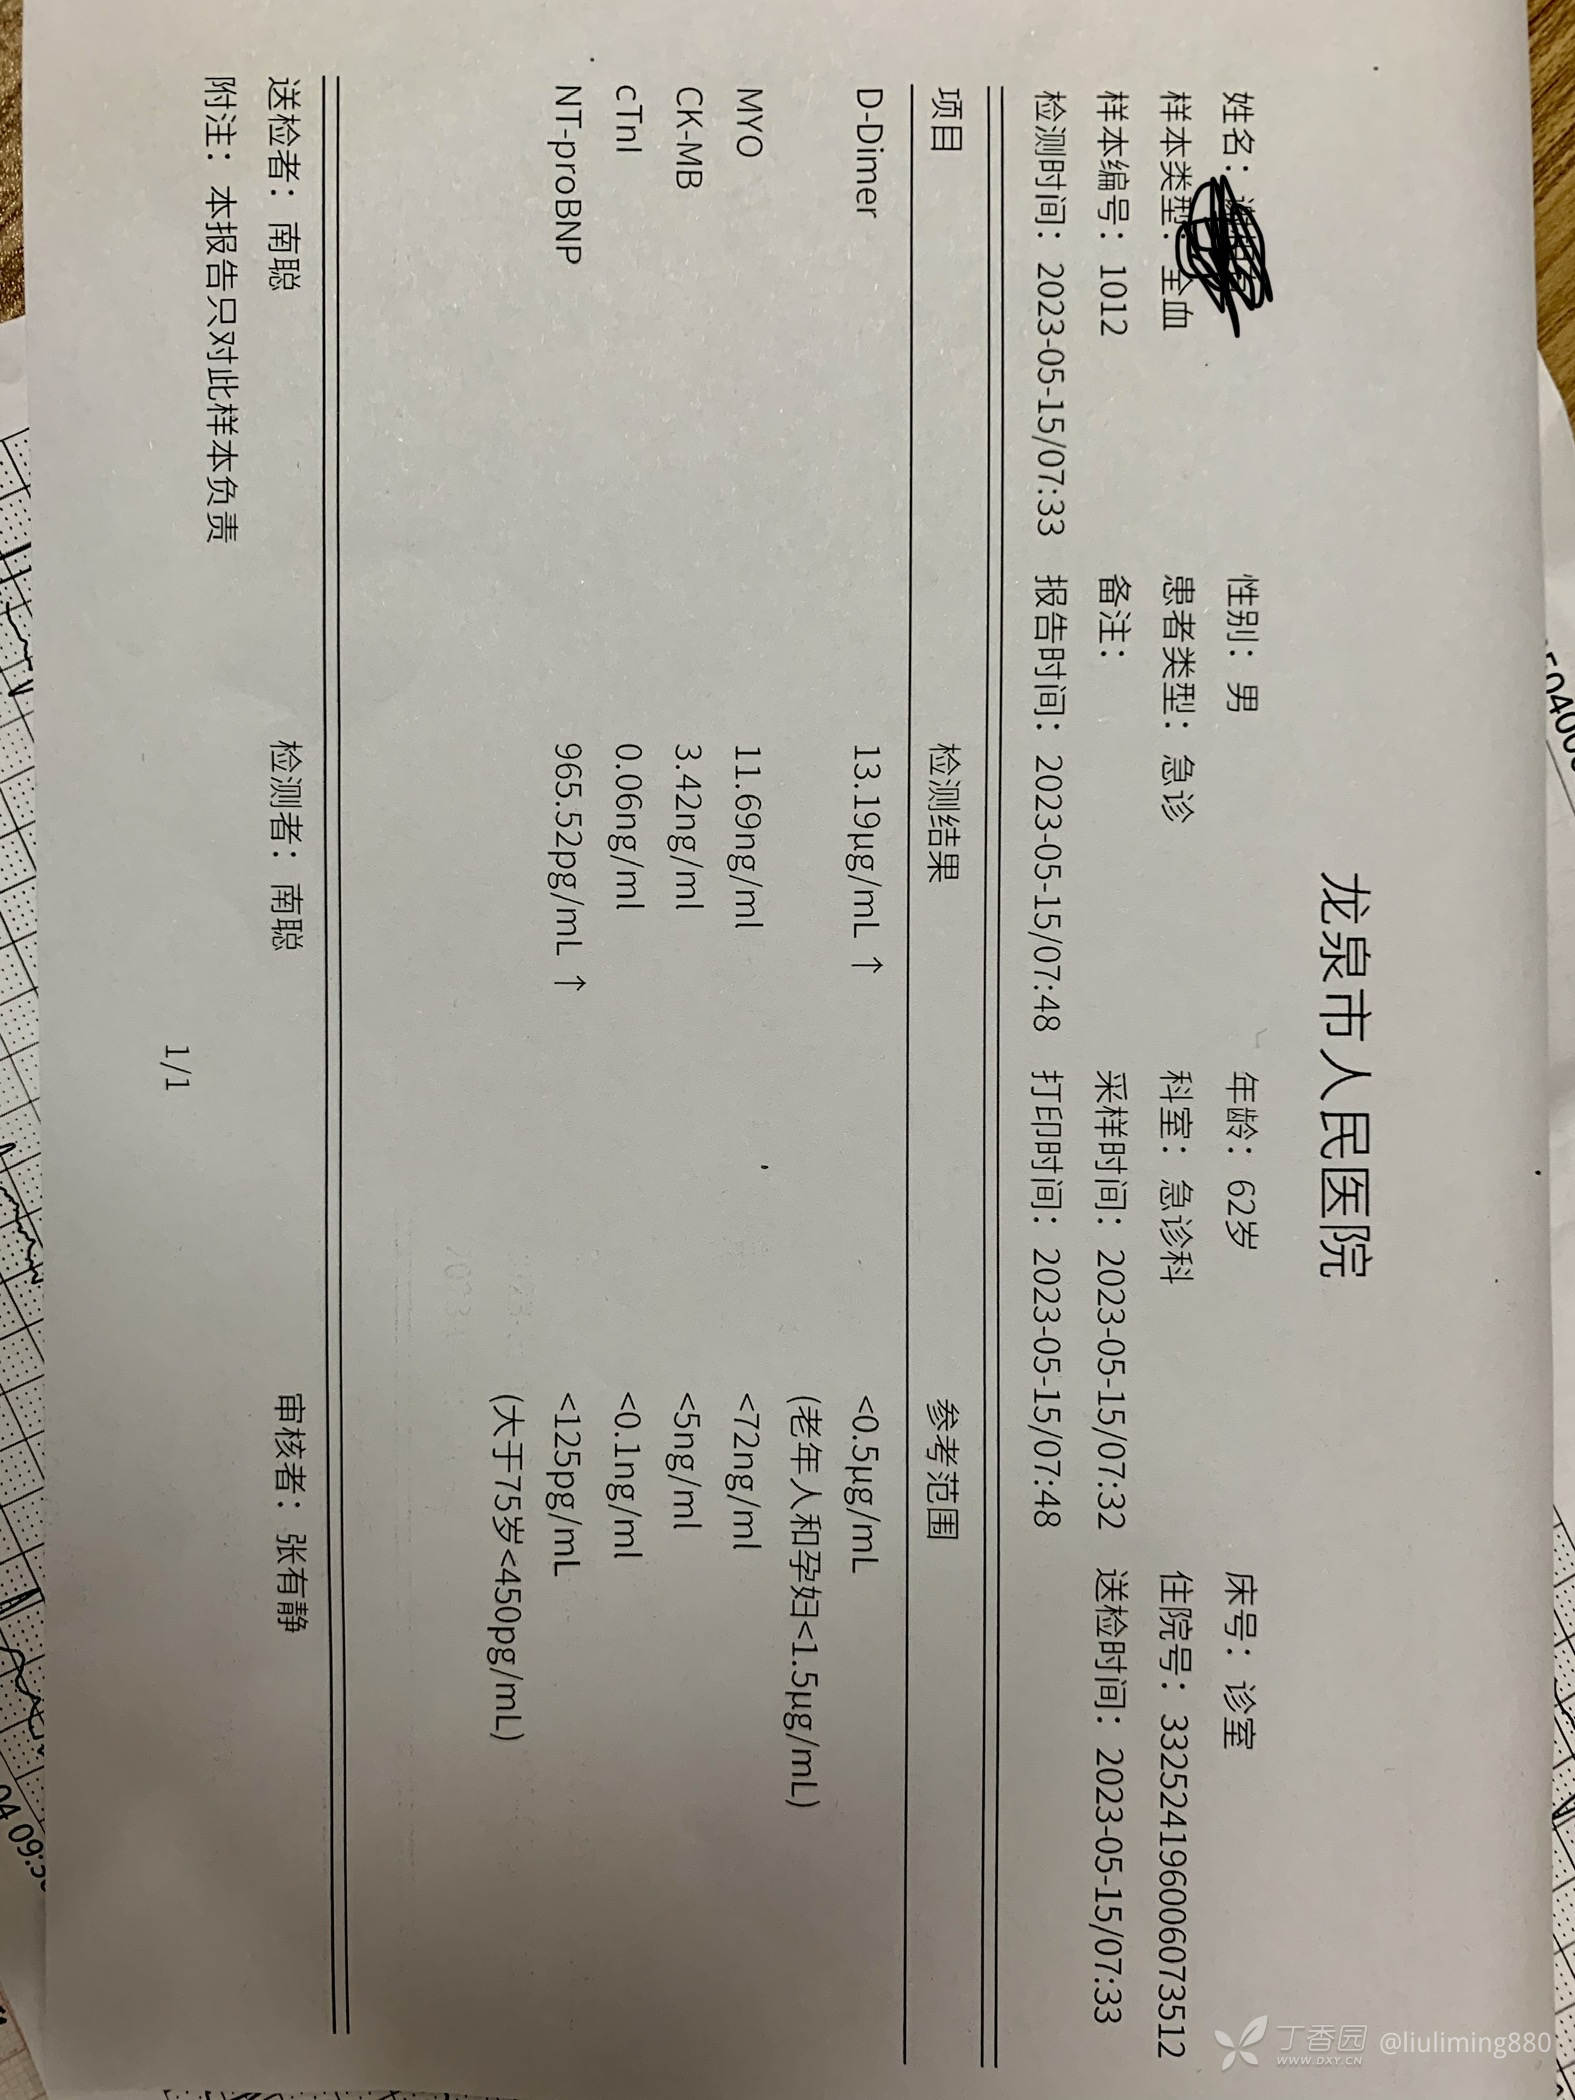 龙泉市人民医院
姓名： 性别：男 年龄：62岁 床号：诊室
样本类型：全血 患者类型：急诊 科室：急诊科 住院号：332524196006073512
样本编号：1012 备注： 采样时间：2023-05-15/07:32 送检时间：2023-05-15/07:33
检测时间：2023-05-15/07:33 报告时间：2023-05-15/07:48 打印时间：2023-05-15/07:48
项目 检测结果 参考范围
D-Dimer 13.19μg/mL ↑ <0.5μg/mL
(老年人和孕妇<1.5μg/mL)
MYO 11.69ng/ml <72ng/ml
CK-MB 3.42ng/ml <5ng/ml
cTnI 0.06ng/ml <0.1ng/ml
NT-proBNP 965.52pg/mL ↑ <125pg/mL
(大于75岁<450pg/mL)
送检者：南聪 检测者：南聪 审核者：张有静
附注：本报告只对此样本负责
1/1
丁香园 @liuliming880
WWW.DXY.CN